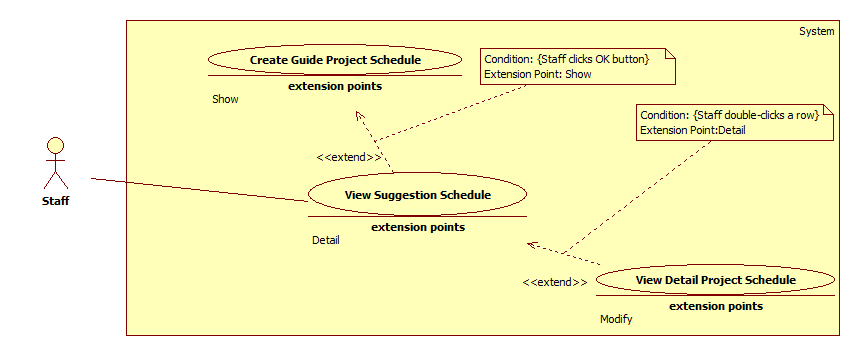 System
Create Guide Project Schedule
extension points
Show
Condition: {Staff clicks OK button}
Extension Point: Show
Condition: {Staff double-clicks a row}
Extension Point:Detail
<<extend>>
Staff
View Suggestion Schedule
extension points
Detail
<<extend>>
View Detail Project Schedule
extension points
Modify